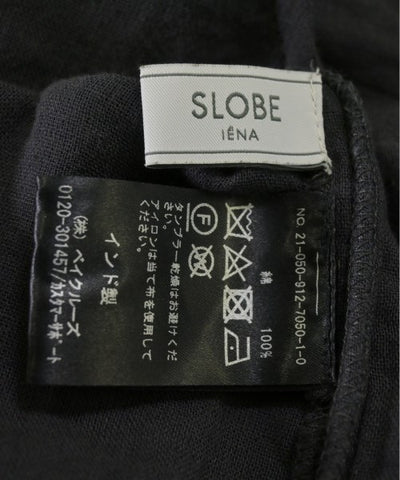 SLOBE
IÉNA
NO. 21-050-912-7050-1-0
綿 100%
F
タンブラー乾燥はお避けくだ
さい。
アイロンは当て布を使用して
ください。
インド製
(株) ベイクルーズ
0120-301457/カスタマーサポート